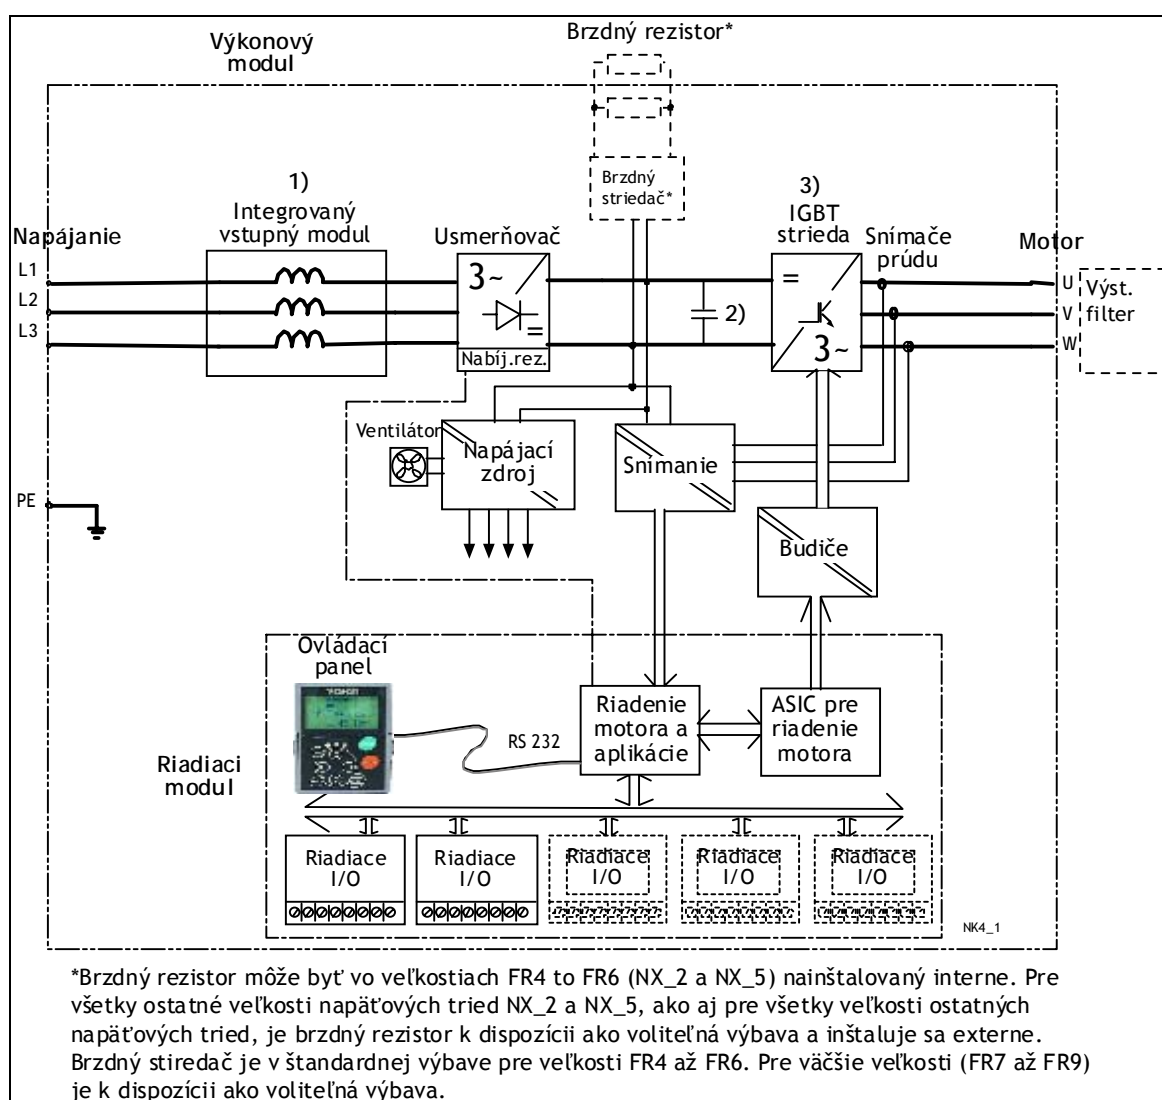 Brzdný rezistor*
Výkonový
modul
Brzdný
striedač*
1)
Integrovaný
vstupný modul
3)
IGBT
strieda
Napájanie
Usmerňovač
Snímače
prúdu
Motor
L1
L2
L3
3~
=
Nabíj.rez.
2)
=
3~
U
V
W
Výst.
filter
Ventilátor
Napájací
zdroj
Snímanie
PE
Budiče
Ovládací
panel
Riadenie
motora a
aplikácie
ASIC pre
riadenie
motora
RS 232
Riadiaci
modul
Riadiace
I/O
Riadiace
I/O
Riadiace
I/O
Riadiace
I/O
Riadiace
I/O
NK4_1
*Brzdný rezistor môže byť vo veľkostiach FR4 to FR6 (NX_2 a NX_5) nainštalovaný interne. Pre
všetky ostatné veľkosti napäťových tried NX_2 a NX_5, ako aj pre všetky veľkosti ostatných
napäťových tried, je brzdný rezistor k dispozícii ako voliteľná výbava a inštaluje sa externe.
Brzdný stiredač je v štandardnej výbave pre veľkosti FR4 až FR6. Pre väčšie veľkosti (FR7 až FR9)
je k dispozícii ako voliteľná výbava.